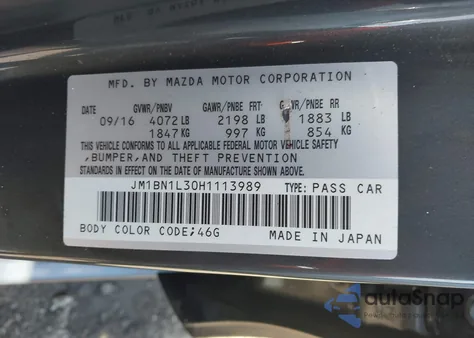 MFD. BY MAZDA MOTOR CORPORATION
GVWR/PNBV GAWR/PNBE FRT GAWR/PNBE RR
09/16 4072 LB 2198 LB 1883 LB
1847 KG 997 KG 854 KG
THIS VEHICLE CONFORMS TO ALL APPLICABLE FEDERAL MOTOR VEHICLE SAFETY
,BUMPER,AND THEFT PREVENTION
STANDARDS IN EFFECT ON THE DATE OF MANUFACTURE SHOWN ABOVE.
JM1BN1L30H1113989 TYPE: PASS CAR
BODY COLOR CODE;46G MADE IN JAPAN
autoSnap